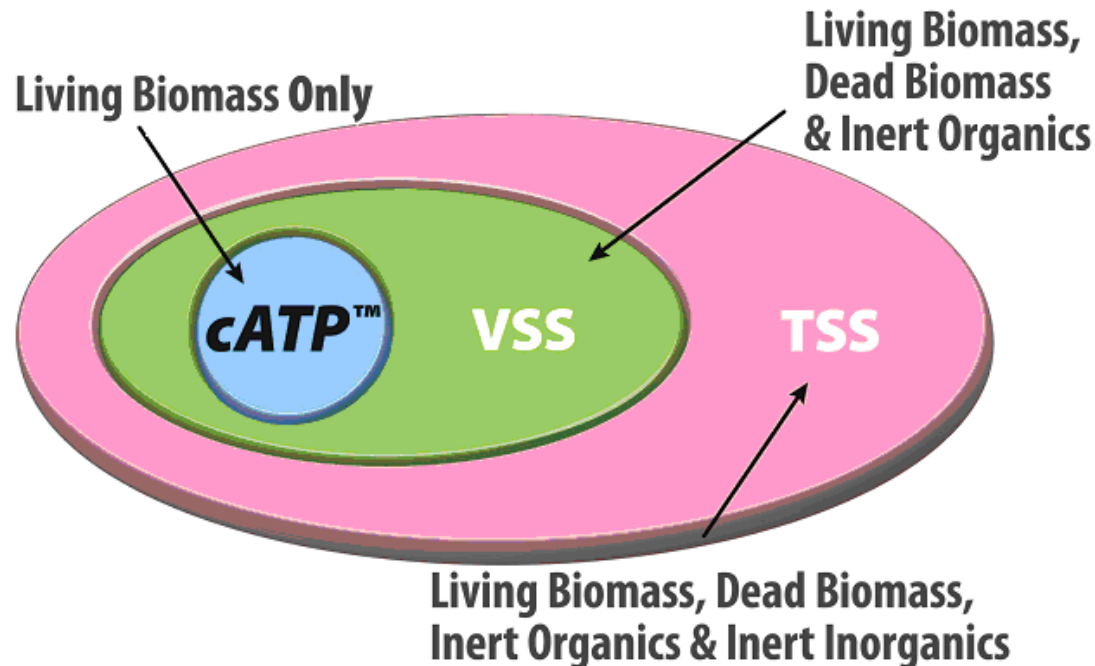 Living Biomass,
Dead Biomass
& Inert Organics
Living Biomass Only
cATP™
VSS
TSS
Living Biomass, Dead Biomass,
Inert Organics & Inert Inorganics